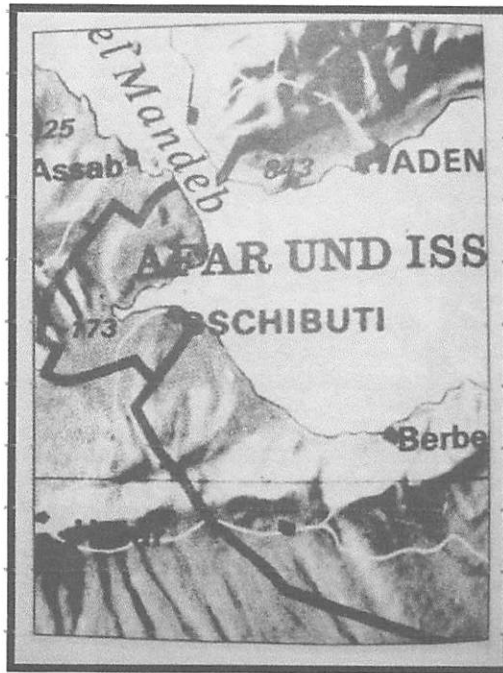 el Mandeb
25
Assab
843
ADEN
AFAR UND ISS
173
DSCHIBUTI
Berbe